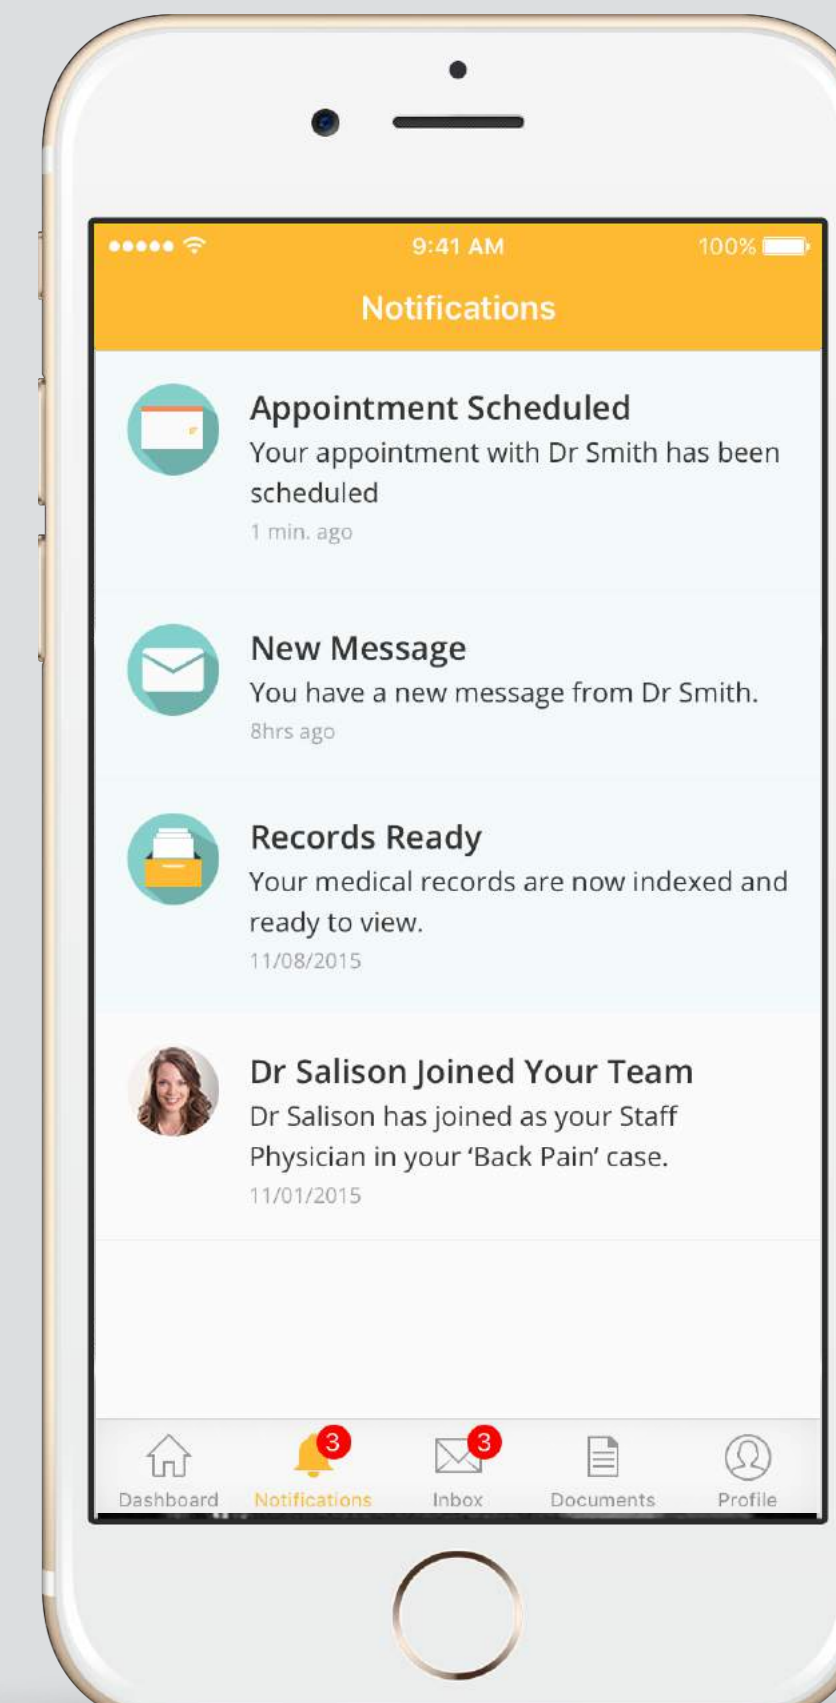 9:41 AM
100%
Notifications
Appointment Scheduled
Your appointment with Dr Smith has been
scheduled
1 min. ago
New Message
You have a new message from Dr Smith.
8hrs ago
Records Ready
Your medical records are now indexed and
ready to view.
11/08/2015
Dr Salison Joined Your Team
Dr Salison has joined as your Staff
Physician in your ‘Back Pain’ case.
11/01/2015
3
3
Dashboard
Notifications
Inbox
Documents
Profile